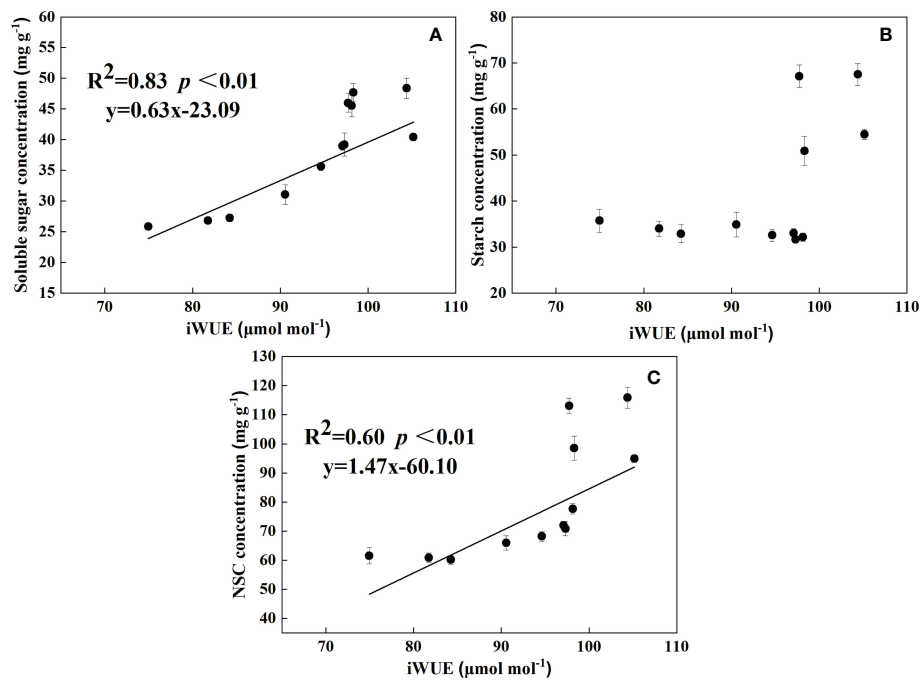 A
Soluble sugar concentration (mg g⁻¹)
60
55
50
45
40
35
30
25
20
15
R²=0.83 p <0.01
y=0.63x-23.09
70 80 90 100 110
iWUE (μmol mol⁻¹)
B
Starch concentration (mg g⁻¹)
80
70
60
50
40
30
20
70 80 90 100 110
iWUE (μmol mol⁻¹)
C
NSC concentration (mg g⁻¹)
130
120
110
100
90
80
70
60
50
40
R²=0.60 p <0.01
y=1.47x-60.10
70 80 90 100 110
iWUE (μmol mol⁻¹)